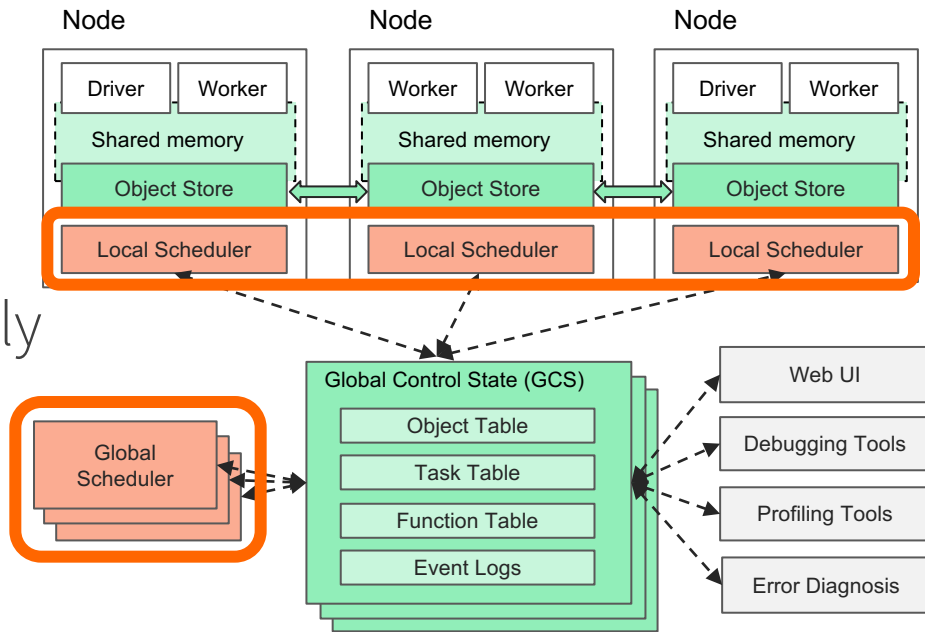 Node
Node
Node
Driver
Worker
Worker
Worker
Driver
Worker
Shared memory
Shared memory
Shared memory
Object Store
Object Store
Object Store
Local Scheduler
Local Scheduler
Local Scheduler
ly
Global Control State (GCS)
Object Table
Task Table
Function Table
Event Logs
Global
Scheduler
Web UI
Debugging Tools
Profiling Tools
Error Diagnosis